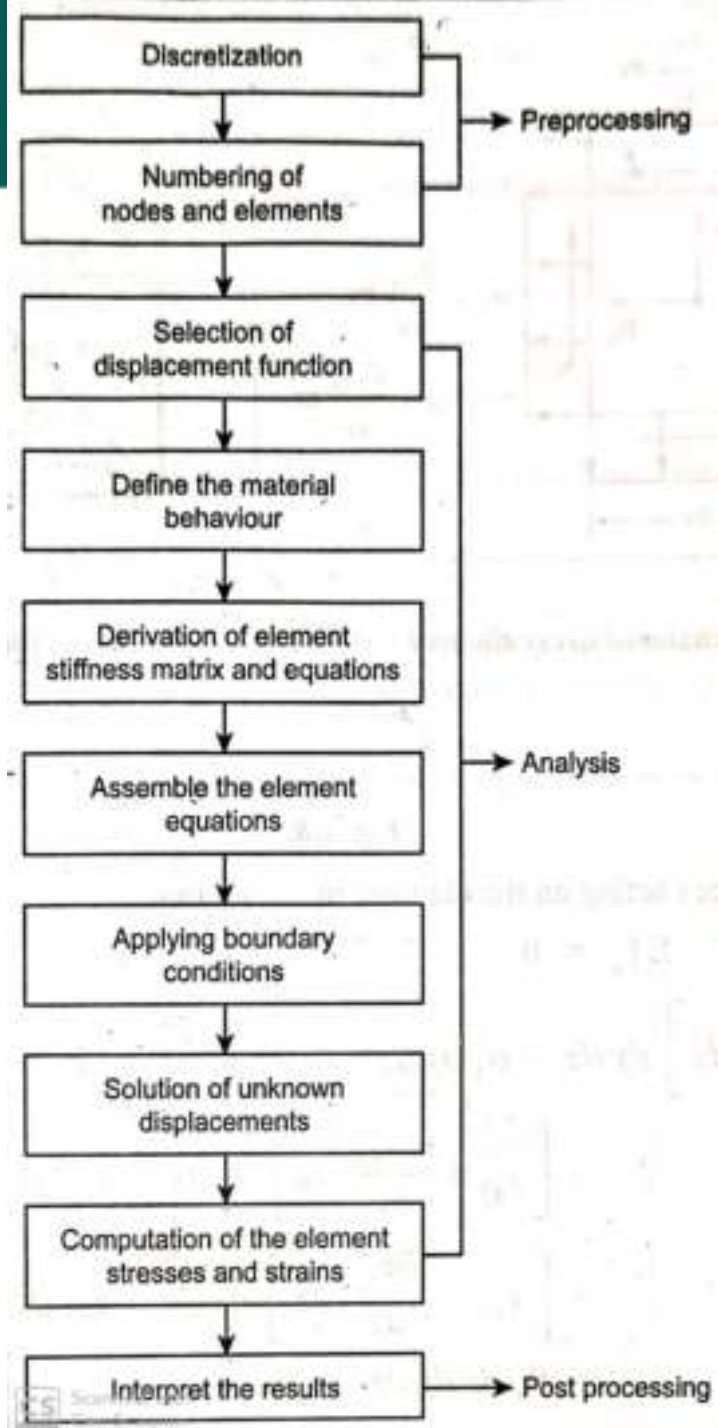 Discretization
Preprocessing
Numbering of
nodes and elements
Selection of
displacement function
Define the material
behaviour
Derivation of element
stiffness matrix and equations
Analysis
Assemble the element
equations
Applying boundary
conditions
Solution of unknown
displacements
Computation of the element
stresses and strains
Interpret the results
Post processing
CS